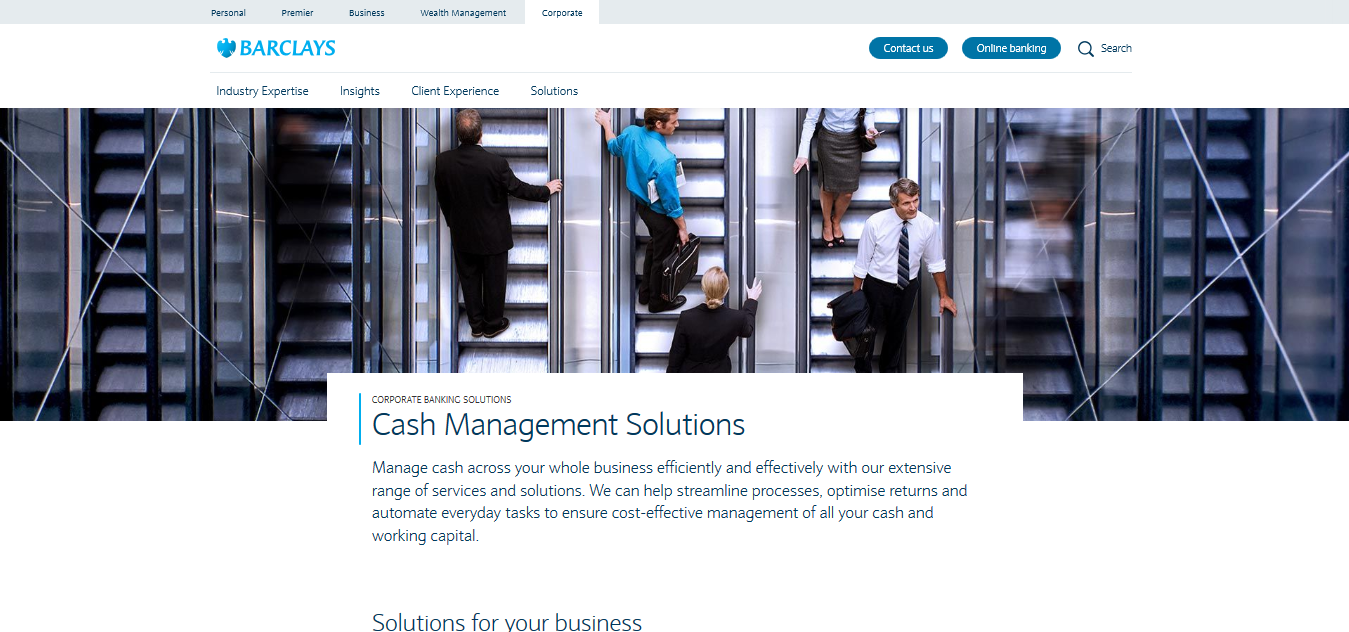 Personal Premier Business Wealth Management Corporate
BARCLAYS
Contact us Online banking Search
Industry Expertise Insights Client Experience Solutions
CORPORATE BANKING SOLUTIONS
Cash Management Solutions
Manage cash across your whole business efficiently and effectively with our extensive
range of services and solutions. We can help streamline processes, optimise returns and
automate everyday tasks to ensure cost-effective management of all your cash and
working capital.
Solutions for your business